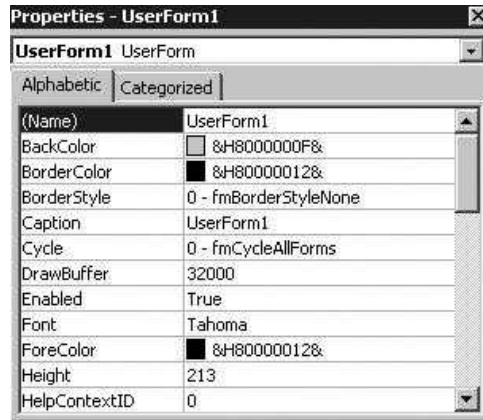 Properties - UserForm1
UserForm1 UserForm
Alphabetic Categorized
(Name) UserForm1
BackColor &H8000000F&
BorderColor &H80000012&
BorderStyle 0 - fmBorderStyleNone
Caption UserForm1
Cycle 0 - fmCycleAllForms
DrawBuffer 32000
Enabled True
Font Tahoma
ForeColor &H80000012&
Height 213
HelpContextID 0